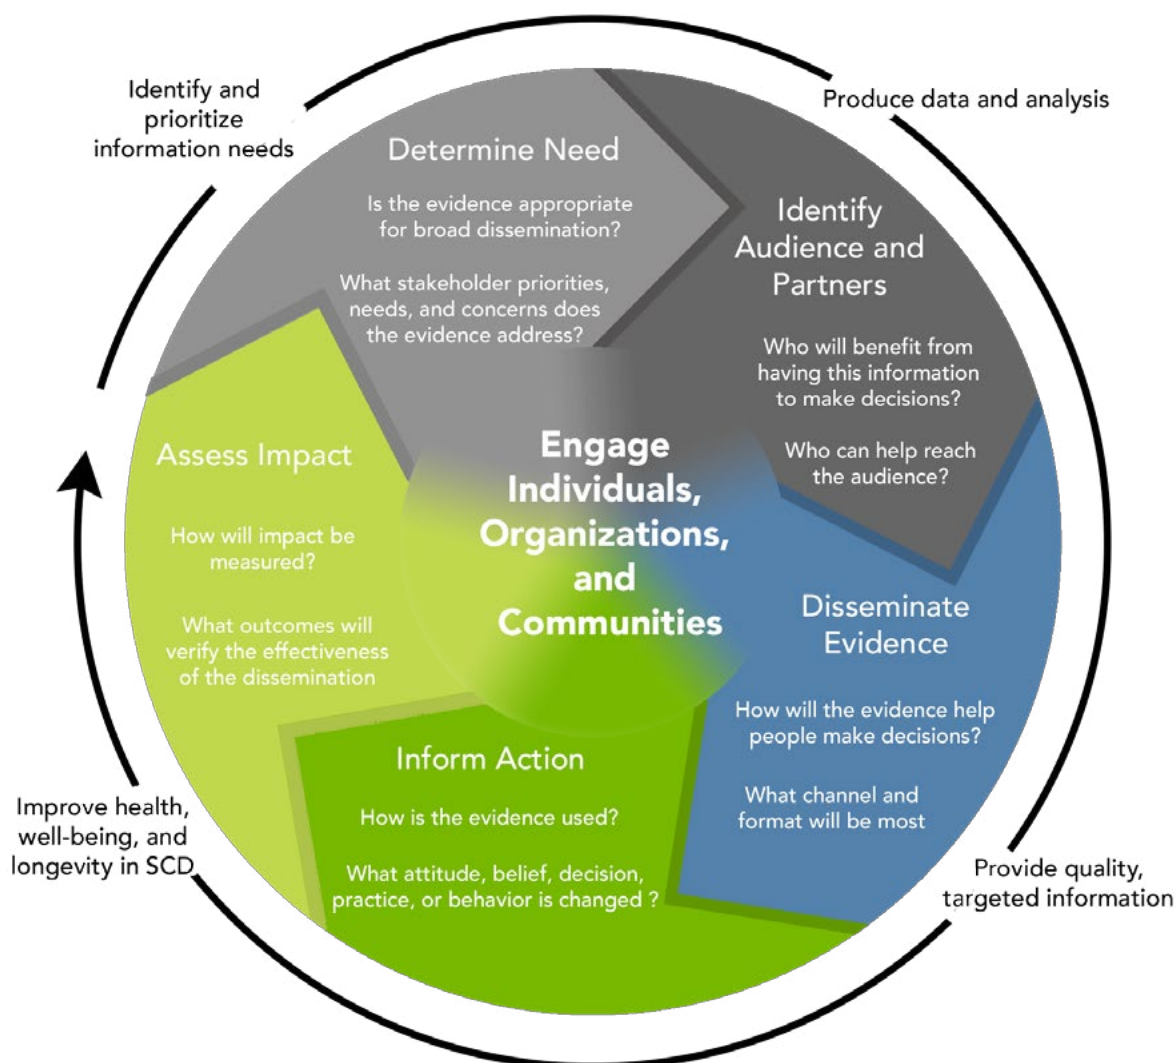 Identify and
prioritize
information needs
Produce data and analysis
Determine Need
Is the evidence appropriate
for broad dissemination?
What stakeholder priorities,
needs, and concerns does
the evidence address?
Identify
Audience and
Partners
Who will benefit from
having this information
to make decisions?
Who can help reach
the audience?
Engage
Individuals,
Organizations,
and
Communities
Disseminate
Evidence
How will the evidence help
people make decisions?
What channel and
format will be most
Provide quality,
targeted information
Inform Action
How is the evidence used?
What attitude, belief, decision,
practice, or behavior is changed ?
Assess Impact
How will impact be
measured?
What outcomes will
verify the effectiveness
of the dissemination
Improve health,
well-being, and
longevity in SCD